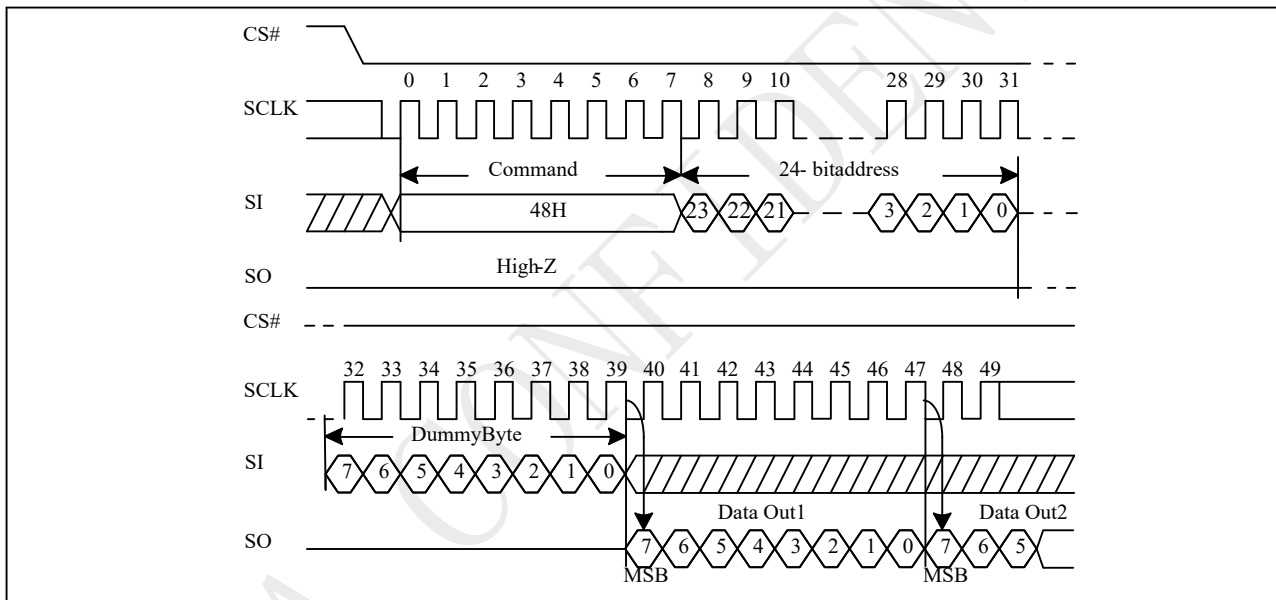 CS#
0 1 2 3 4 5 6 7 8 9 10 28 29 30 31
SCLK
Command 24- bitaddress
SI 48H 23 22 21 3 2 1 0
High-Z
SO
CS#
32 33 34 35 36 37 38 39 40 41 42 43 44 45 46 47 48 49
SCLK
DummyByte
SI 7 6 5 4 3 2 1 0
Data Out1 Data Out2
SO 7 6 5 4 3 2 1 0 7 6 5
MSB MSB